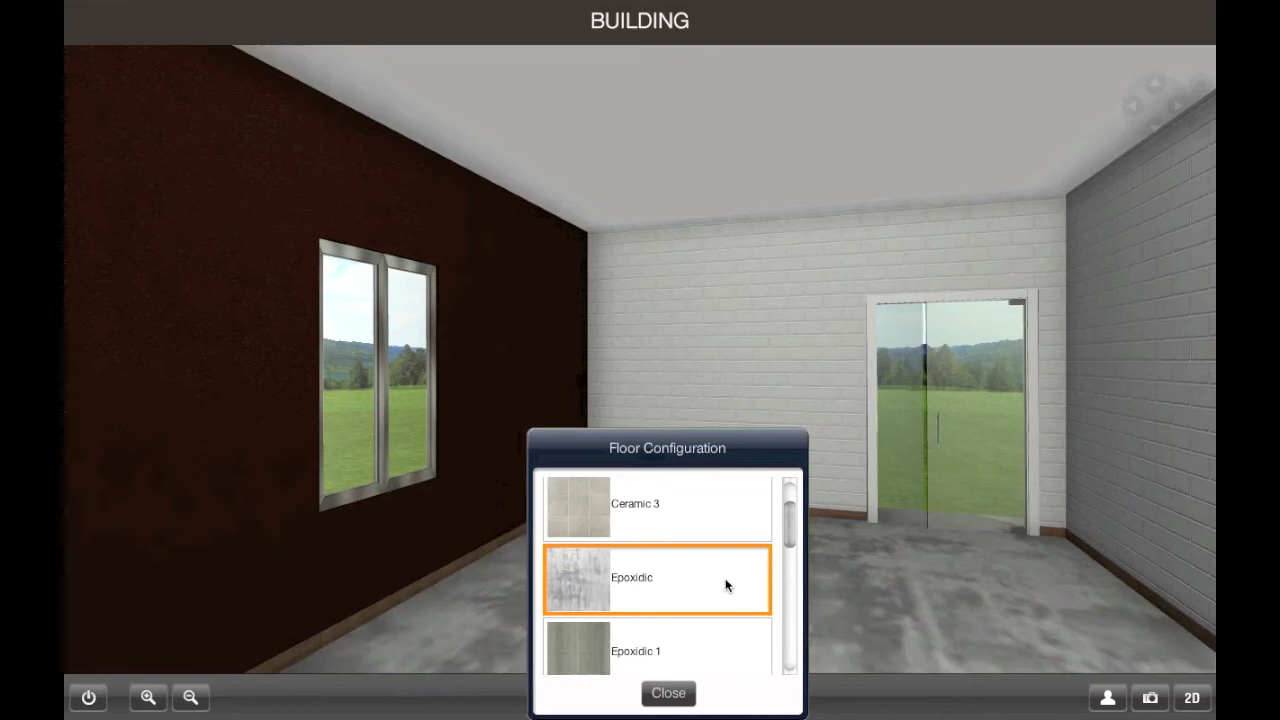 BUILDING
Floor Configuration
Ceramic 3
Epoxidic
Epoxidic 1
Close
2D